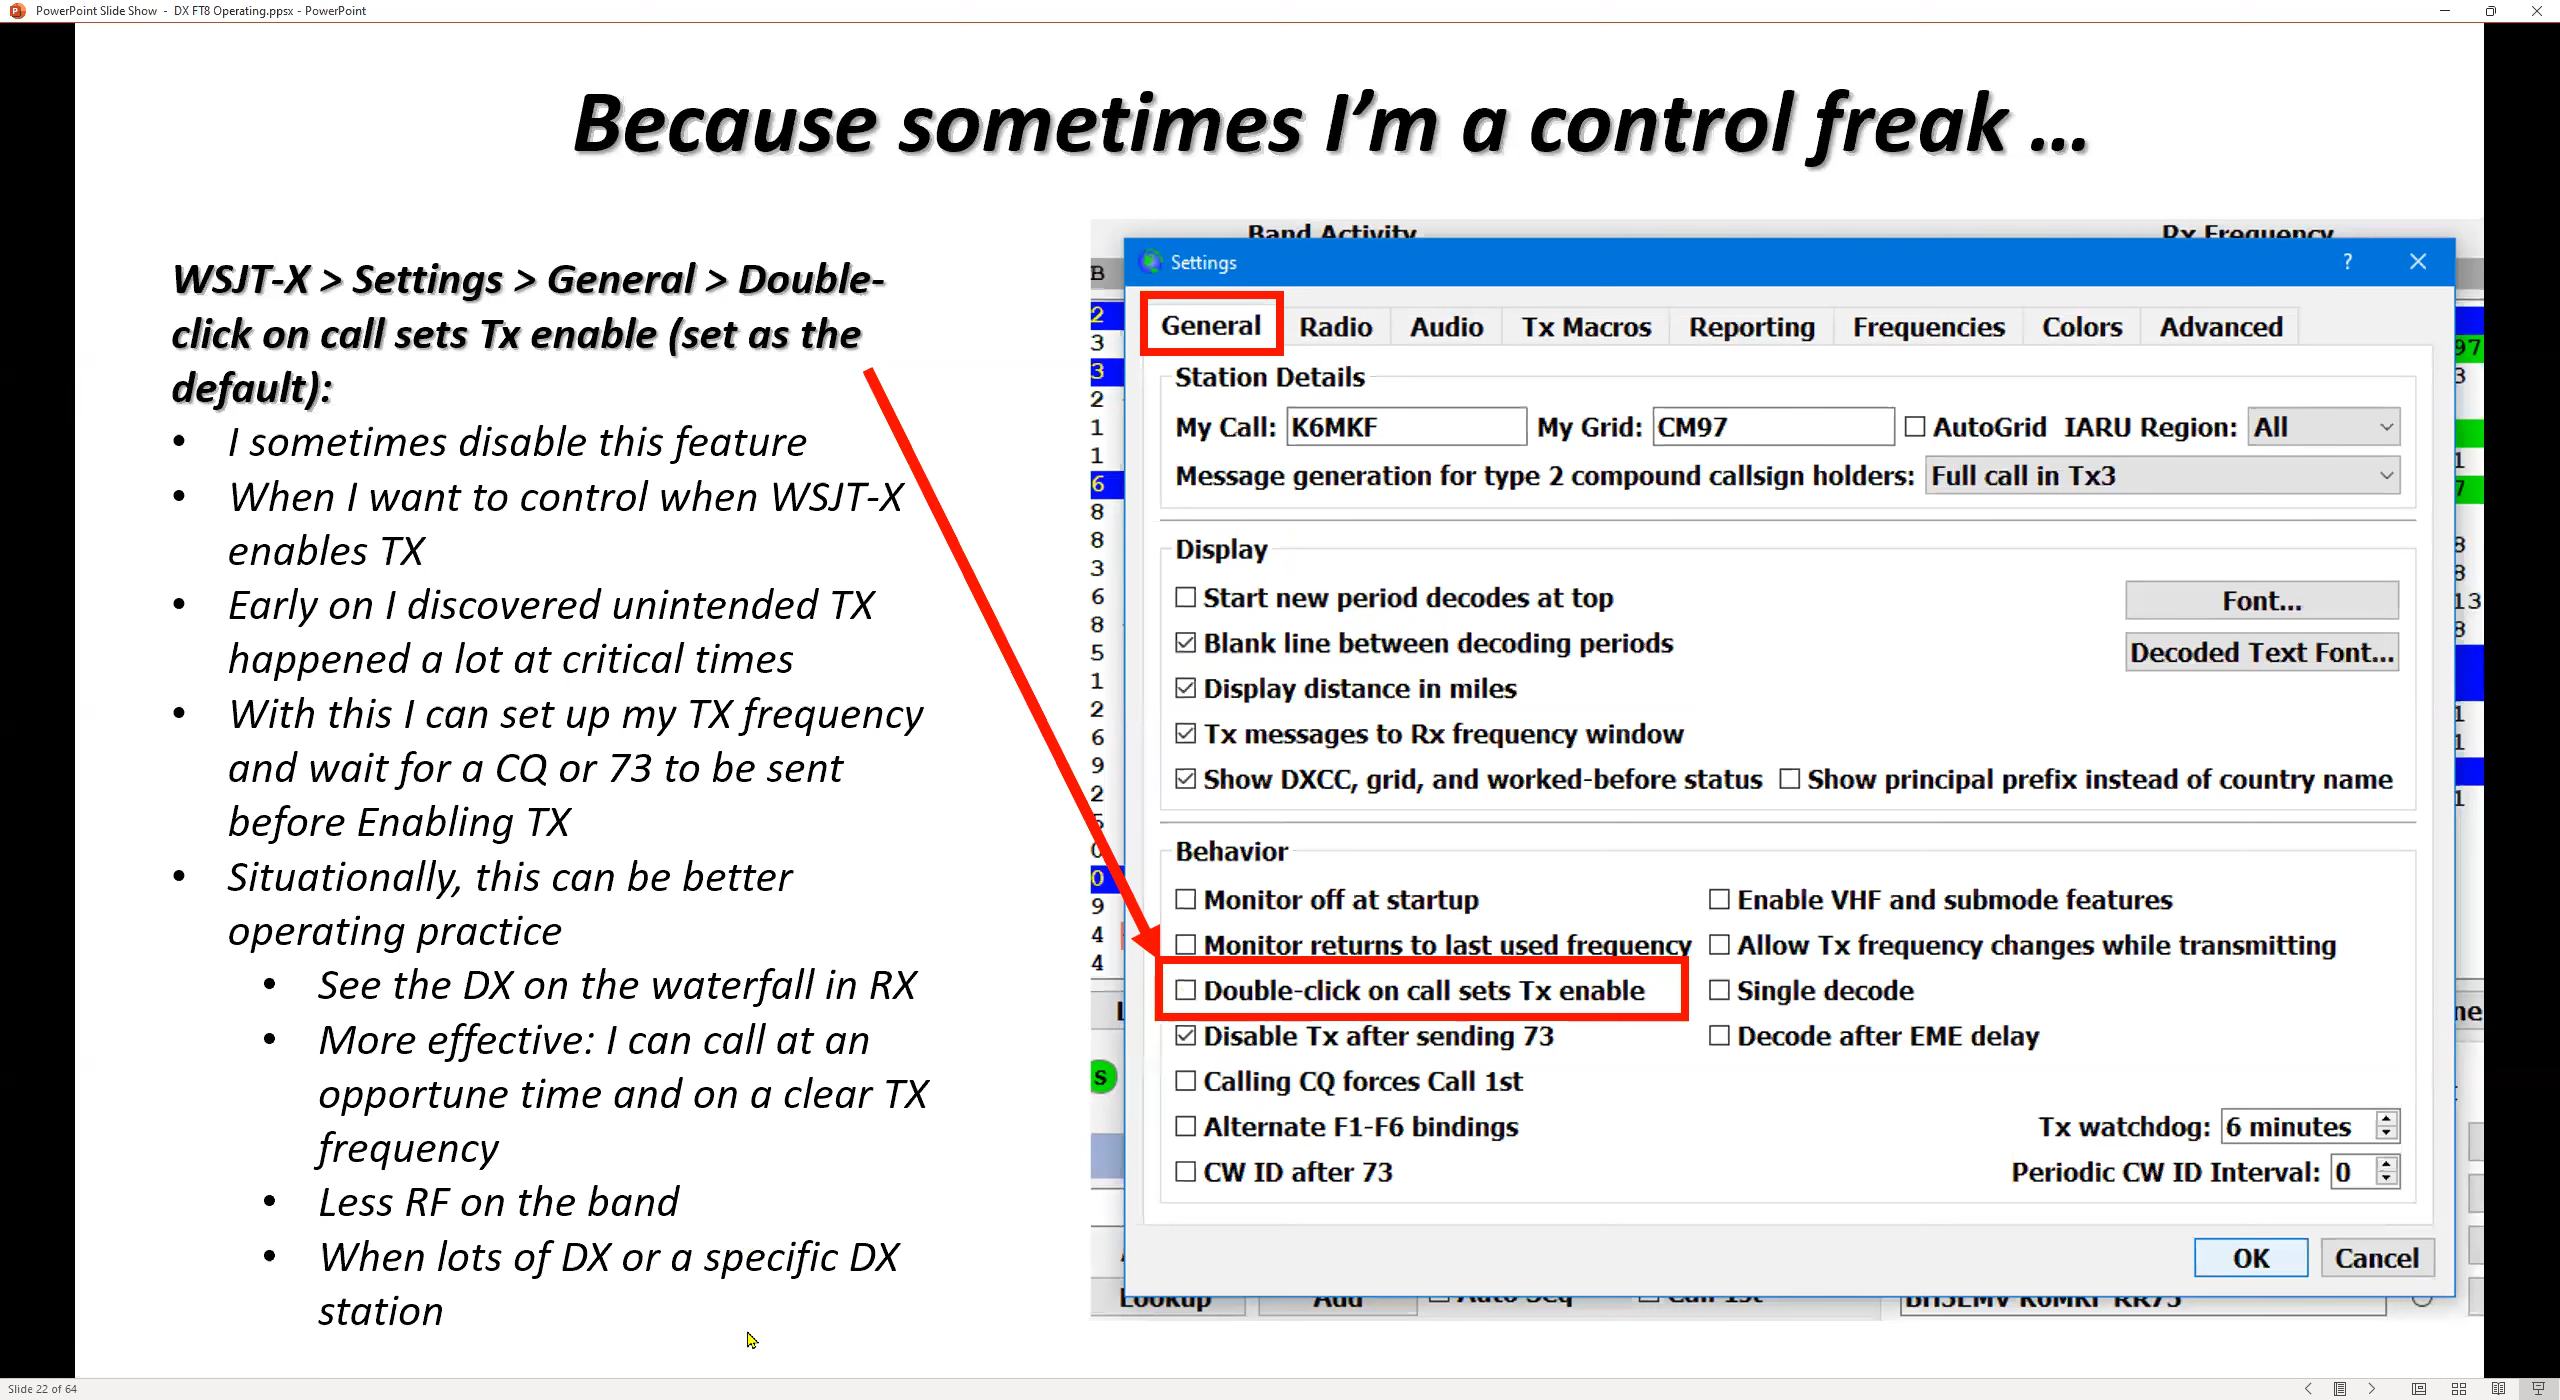 PowerPoint Slide Show - DX FT8 Operating.ppsx - PowerPoint
Because sometimes I'm a control freak ...
WSJT-X > Settings > General > Double-
click on call sets Tx enable (set as the
default):
• I sometimes disable this feature
• When I want to control when WSJT-X
enables TX
• Early on I discovered unintended TX
happened a lot at critical times
• With this I can set up my TX frequency
and wait for a CQ or 73 to be sent
before Enabling TX
• Situationally, this can be better
operating practice
• See the DX on the waterfall in RX
• More effective: I can call at an
opportune time and on a clear TX
frequency
• Less RF on the band
• When lots of DX or a specific DX
station
Band Activity Rx Frequency
Settings
General Radio Audio Tx Macros Reporting Frequencies Colors Advanced
Station Details
My Call: K6MKF My Grid: CM97 AutoGrid IARU Region: All
Message generation for type 2 compound callsign holders: Full call in Tx3
Display
Start new period decodes at top Font...
Blank line between decoding periods Decoded Text Font...
Display distance in miles
Tx messages to Rx frequency window
Show DXCC, grid, and worked-before status Show principal prefix instead of country name
Behavior
Monitor off at startup Enable VHF and submode features
Monitor returns to last used frequency Allow Tx frequency changes while transmitting
Double-click on call sets Tx enable Single decode
Disable Tx after sending 73 Decode after EME delay
Calling CQ forces Call 1st
Alternate F1-F6 bindings Tx watchdog: 6 minutes
CW ID after 73 Periodic CW ID Interval: 0
OK Cancel
Lookup Add Auto Seq Call 1st K6MKF RR73
Slide 22 of 64